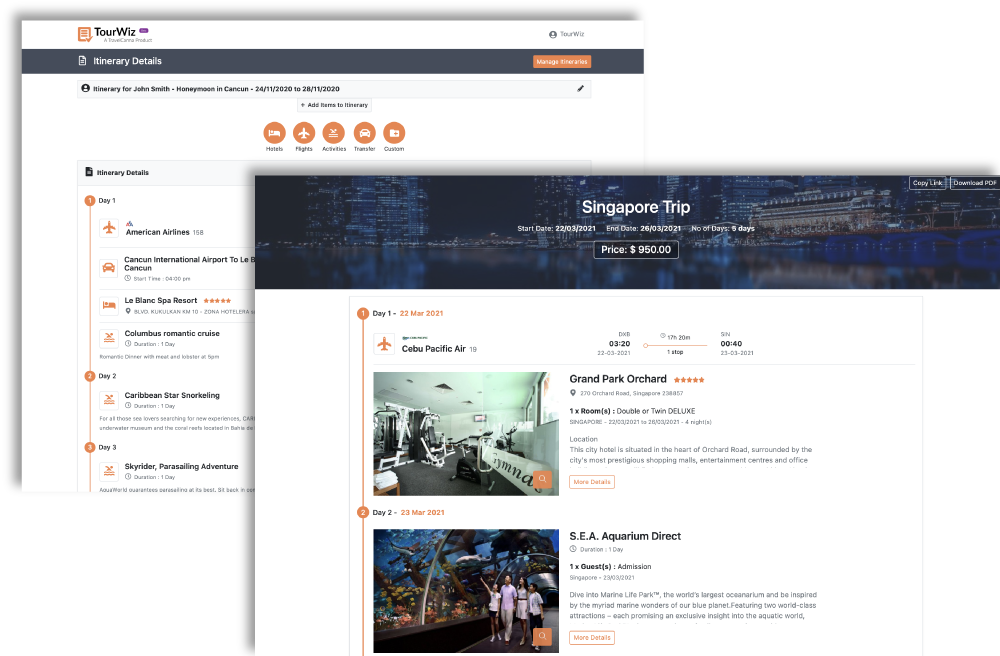 TourWiz
A TravelCarma Product
TourWiz
Itinerary Details
Manage Itineraries
Itinerary for John Smith - Honeymoon in Cancun - 24/11/2020 to 28/11/2020
+ Add Items to Itinerary
Hotels
Flights
Activities
Transfer
Custom
Itinerary Details
1 Day 1
American Airlines 158
Cancun International Airport To Le B
Cancun
Start Time : 04:00 pm
Le Blanc Spa Resort
BLVD. KUKULKAN KM 10 - ZONA HOTELERA
Columbus romantic cruise
Duration : 1 Day
Romantic Dinner with meat and lobster at 5pm
2 Day 2
Caribbean Star Snorkeling
Duration : 1 Day
For all those sea lovers searching for new experiences, CARI
underwater museum and the coral reefs located in Bahia de
3 Day 3
Skyrider, Parasailing Adventure
Duration : 1 Day
AquaWorld guarantees parasailing at its best. Sit back in
Copy Link
Download PDF
Singapore Trip
Start Date: 22/03/2021 End Date: 26/03/2021 No of Days: 5 days
Price: $ 950.00
1 Day 1 - 22 Mar 2021
Cebu Pacific Air 19
DXB
03:20
22-03-2021
17h 20m
1 stop
SIN
00:40
23-03-2021
Gymna
Grand Park Orchard
270 Orchard Road, Singapore 238857
1 x Room(s) : Double or Twin DELUXE
SINGAPORE - 22/03/2021 to 26/03/2021 - 4 night(s)
Location
This city hotel is situated in the heart of Orchard Road, surrounded by the
city's most prestigious shopping malls, entertainment centres and office
More Details
2 Day 2 - 23 Mar 2021
S.E.A. Aquarium Direct
Duration : 1 Day
1 x Guest(s) : Admission
Singapore - 23/03/2021
Dive into Marine Life Park™, the world's largest oceanarium and be inspired
by the myriad marine wonders of our blue planet.Featuring two world-class
attractions – each promising an exclusive insight into the aquatic world,
More Details